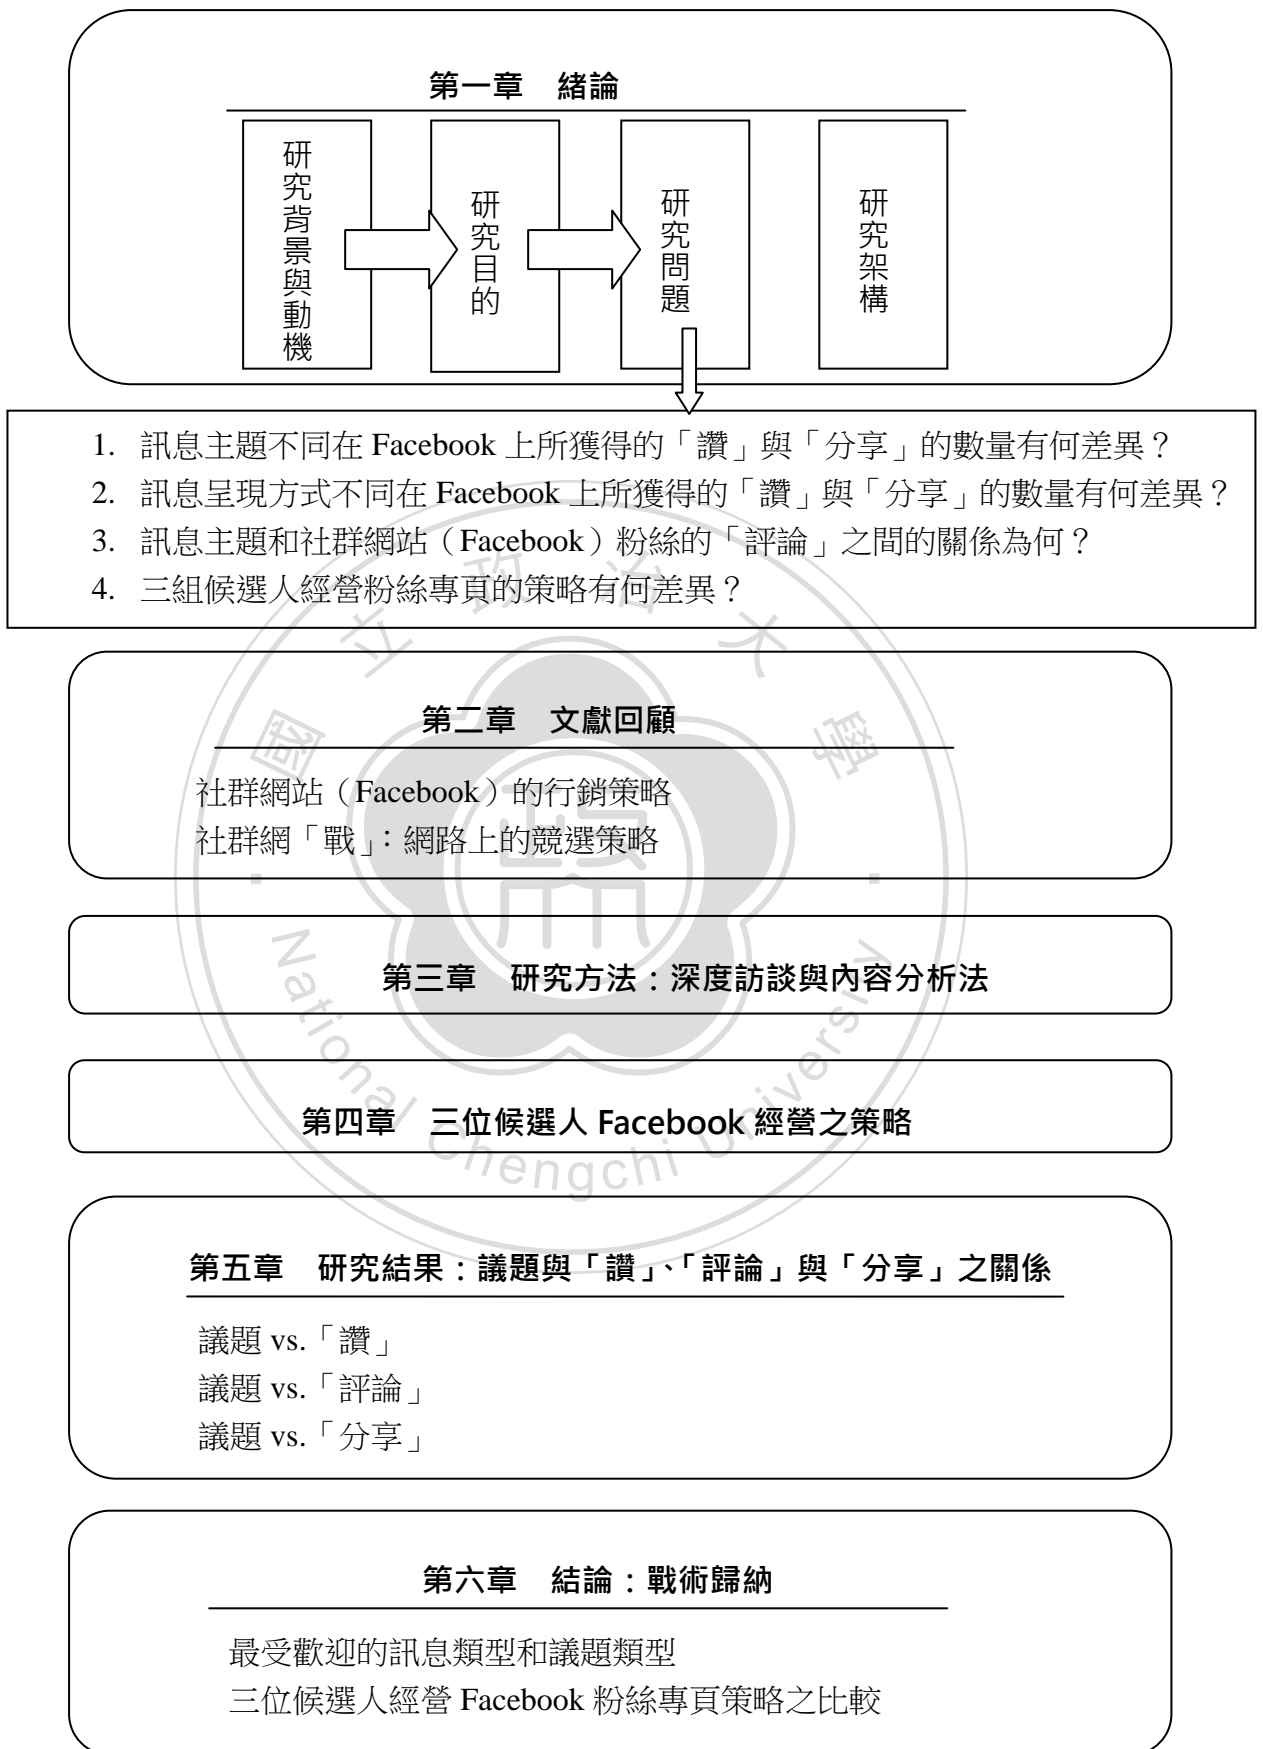 第一章　緒論
研究背景與動機
研究目的
研究問題
研究架構
1. 訊息主題不同在 Facebook 上所獲得的「讚」與「分享」的數量有何差異？
2. 訊息呈現方式不同在 Facebook 上所獲得的「讚」與「分享」的數量有何差異？
3. 訊息主題和社群網站（Facebook）粉絲的「評論」之間的關係為何？
4. 三組候選人經營粉絲專頁的策略有何差異？
第二章　文獻回顧
社群網站（Facebook）的行銷策略
社群網「戰」：網路上的競選策略
第三章　研究方法：深度訪談與內容分析法
第四章　三位候選人 Facebook 經營之策略
第五章　研究結果：議題與「讚」、「評論」與「分享」之關係
議題 vs.「讚」
議題 vs.「評論」
議題 vs.「分享」
第六章　結論：戰術歸納
最受歡迎的訊息類型和議題類型
三位候選人經營 Facebook 粉絲專頁策略之比較
國立政治大學
National Chengchi University